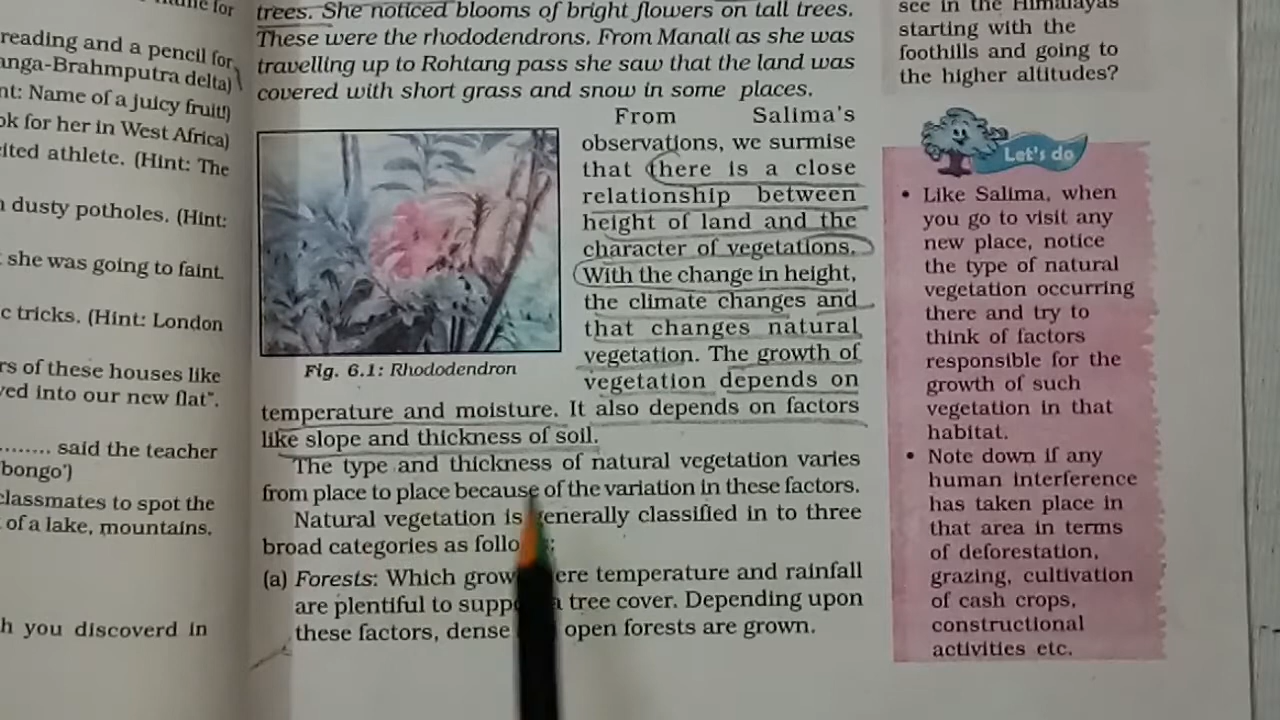 reading and a pencil for
anga-Brahmputra delta)
nt: Name of a juicy fruit!)
ok for her in West Africa)
cited athlete. (Hint: The
dusty potholes. (Hint:
she was going to faint.
c tricks. (Hint: London
rs of these houses like
ved into our new flat".
......... said the teacher
'bongo')
classmates to spot the
of a lake, mountains.
h you discoverd in
trees. She noticed blooms of bright flowers on tall trees.
These were the rhododendrons. From Manali as she was
travelling up to Rohtang pass she saw that the land was
covered with short grass and snow in some places.
From Salima's
observations, we surmise
that there is a close
relationship between
height of land and the
character of vegetations.
With the change in height,
the climate changes and
that changes natural
vegetation. The growth of
vegetation depends on
temperature and moisture. It also depends on factors
like slope and thickness of soil.
Fig. 6.1: Rhododendron
The type and thickness of natural vegetation varies
from place to place because of the variation in these factors.
Natural vegetation is generally classified in to three
broad categories as follo
(a) Forests: Which grow ere temperature and rainfall
are plentiful to supp a tree cover. Depending upon
these factors, dense open forests are grown.
see in the Himalayas
starting with the
foothills and going to
the higher altitudes?
Let's do
• Like Salima, when
you go to visit any
new place, notice
the type of natural
vegetation occurring
there and try to
think of factors
responsible for the
growth of such
vegetation in that
habitat.
• Note down if any
human interference
has taken place in
that area in terms
of deforestation,
grazing, cultivation
of cash crops,
constructional
activities etc.